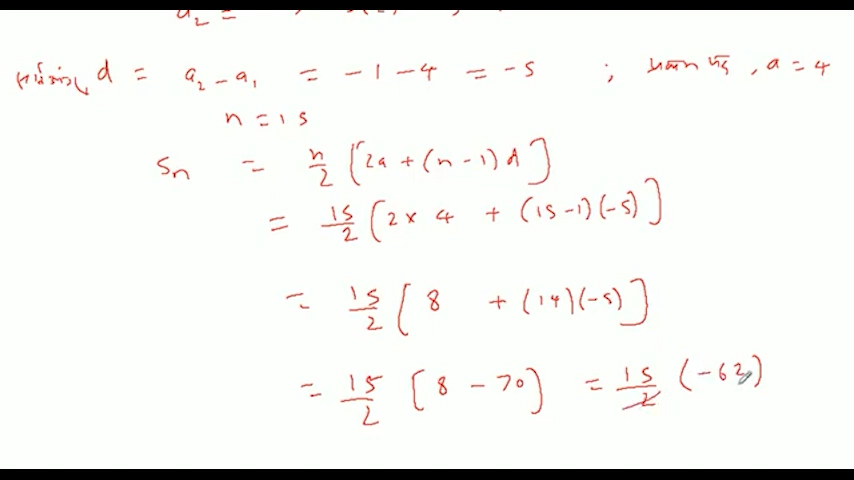 a₂ =
d = a₂ - a₁ = -1 - 4 = -5 ; , a = 4
n = 15
Sₙ = n/2 [2a + (n - 1) d]
= 15/2 [2 × 4 + (15 - 1)(-5)]
= 15/2 [8 + (14)(-5)]
= 15/2 [8 - 70] = 15/2 (-62)